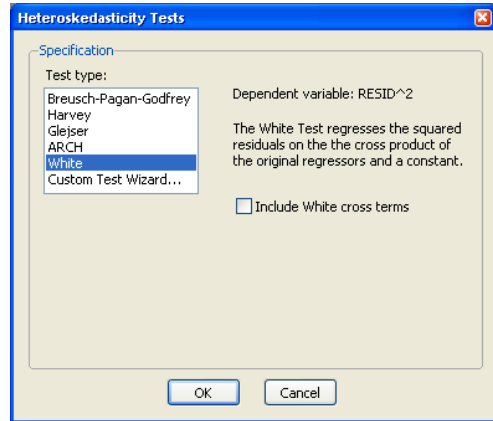 Heteroskedasticity Tests
Specification
Test type:
Breusch-Pagan-Godfrey
Harvey
Glejser
ARCH
White
Custom Test Wizard...
Dependent variable: RESID^2
The White Test regresses the squared
residuals on the the cross product of
the original regressors and a constant.
Include White cross terms
OK
Cancel